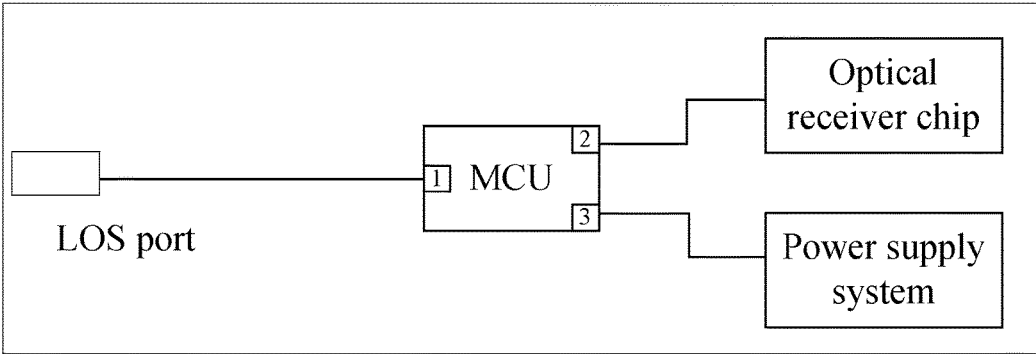 Optical
receiver chip
2
1
MCU
3
LOS port
Power supply
system